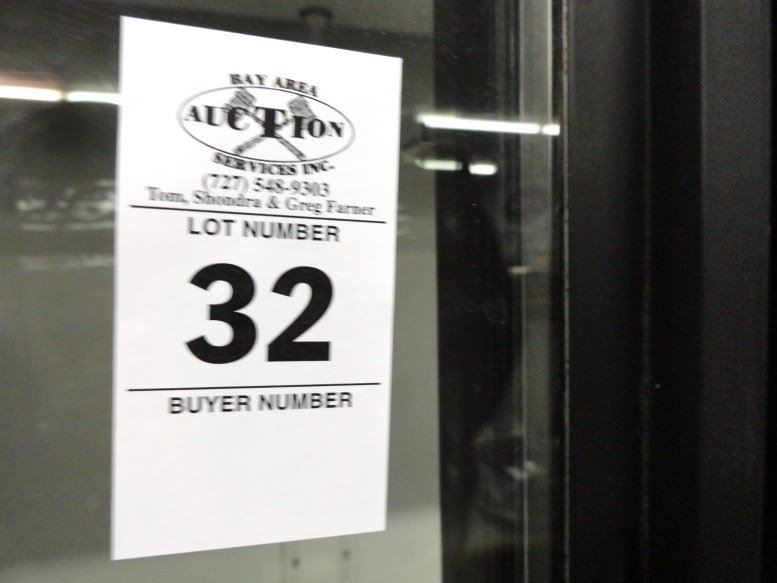 BAY AREA
AUCTION
SERVICES INC.
(727) 548-9303
Tom, Shondra & Greg Farner
LOT NUMBER
32
BUYER NUMBER